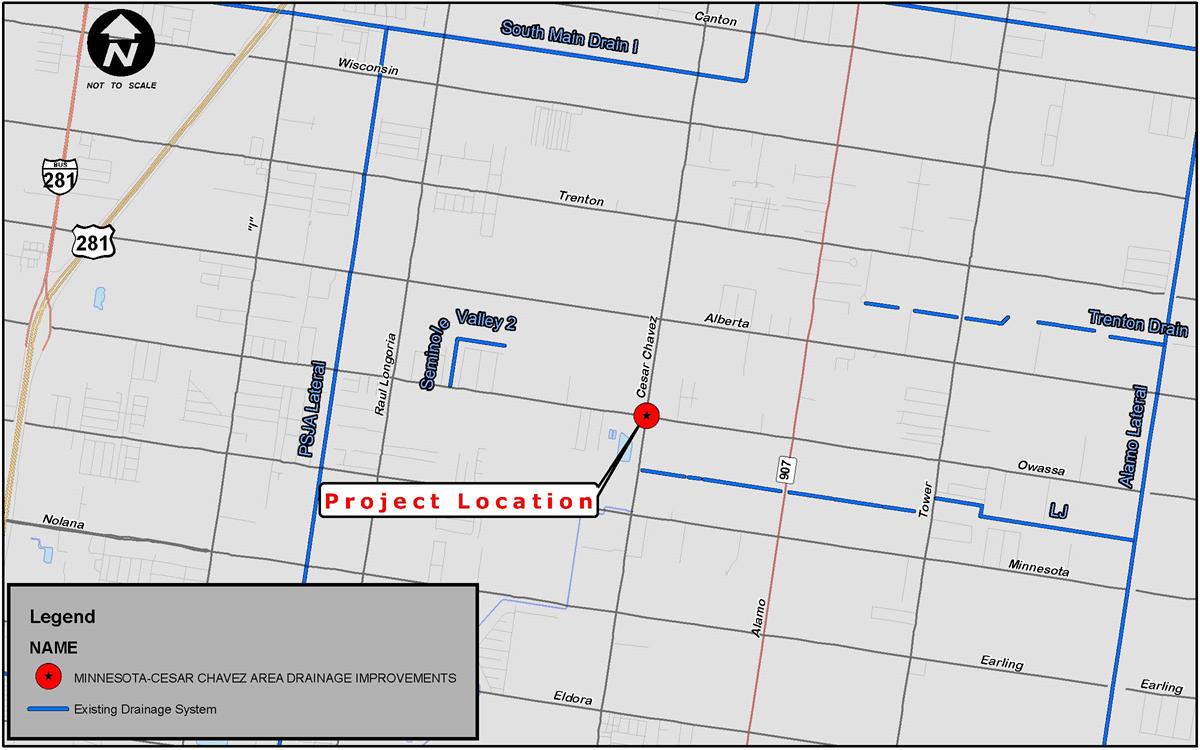 Canton
South Main Drain I
N
NOT TO SCALE
Wisconsin
BUS
281
Trenton
281
"I"
Seminole Valley 2
Alberta
Cesar Chavez
Trenton Drain
Raul Longoria
PSJA Lateral
Alamo Lateral
907
Owassa
Project Location
Tower
LJ
Nolana
Minnesota
Alamo
Earling
Earling
Eldora
Legend
NAME
MINNESOTA-CESAR CHAVEZ AREA DRAINAGE IMPROVEMENTS
Existing Drainage System